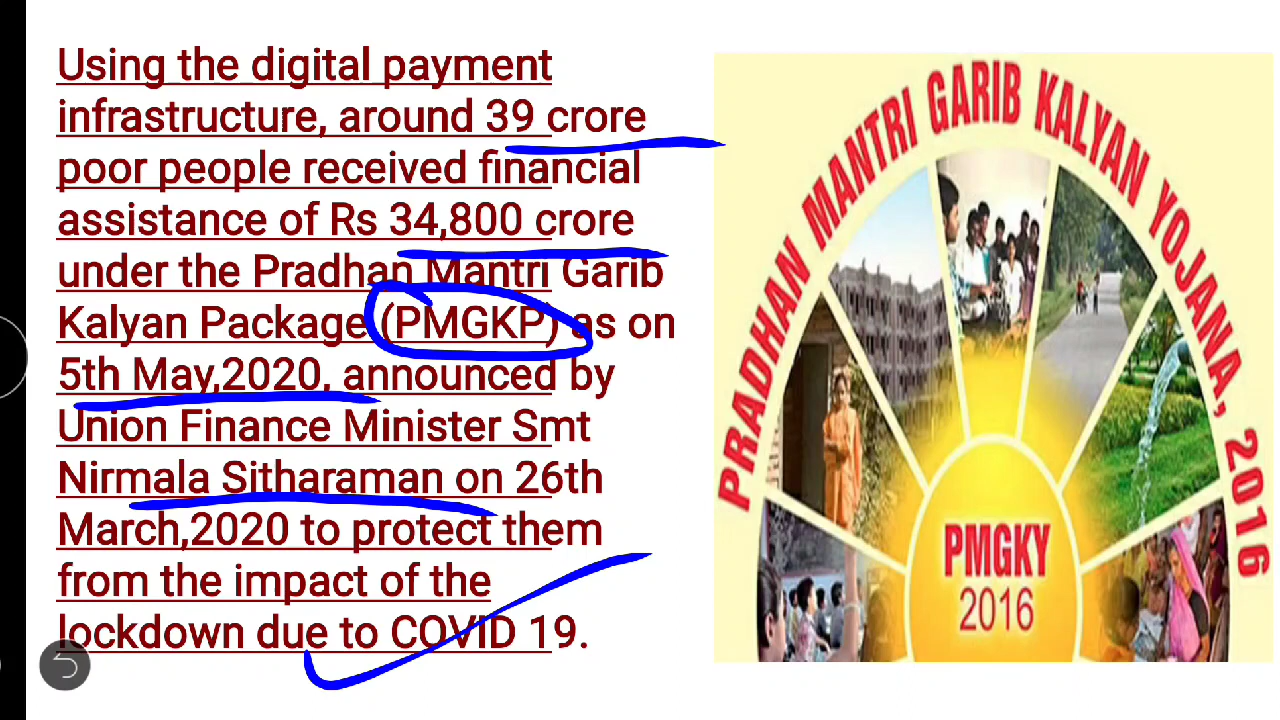 Using the digital payment
infrastructure, around 39 crore
poor people received financial
assistance of Rs 34,800 crore
under the Pradhan Mantri Garib
Kalyan Package (PMGKP) as on
5th May,2020, announced by
Union Finance Minister Smt
Nirmala Sitharaman on 26th
March,2020 to protect them
from the impact of the
lockdown due to COVID 19.
PRADHAN MANTRI GARIB KALYAN YOJANA, 2016
PMGKY
2016